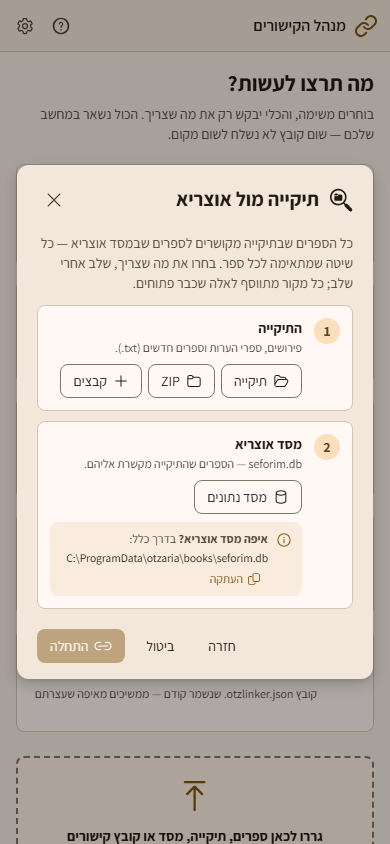 מנהל הקישורים
מה תרצו לעשות?
בוחרים משימה, והכלי יבקש רק את מה שצריך. הכול נשאר במחשב
שלכם — שום קובץ לא נשלח לשום מקום.
תיקייה מול אוצריא
כל הספרים שבתיקייה מקושרים לספרים שבמסד אוצריא — כל
שיטה שמתאימה לכל ספר. בחרו את מה שצריך, שלב אחרי
שלב; כל מקור מתווסף לאלה שכבר פתוחים.
1
התיקייה
פירושים, ספרי הערות וספרים חדשים (txt.).
תיקייה
ZIP
קבצים
2
מסד אוצריא
seforim.db — הספרים שהתיקייה מקשרת אליהם.
מסד נתונים
איפה מסד אוצריא? בדרך כלל:
C:\ProgramData\otzaria\books\seforim.db
העתקה
חזרה
ביטול
התחלה
קובץ otzlinker.json. שנשמר קודם — ממשיכים מאיפה שעצרתם
גררו לכאן ספרים, תיקייה, מסד או קובץ קישורים